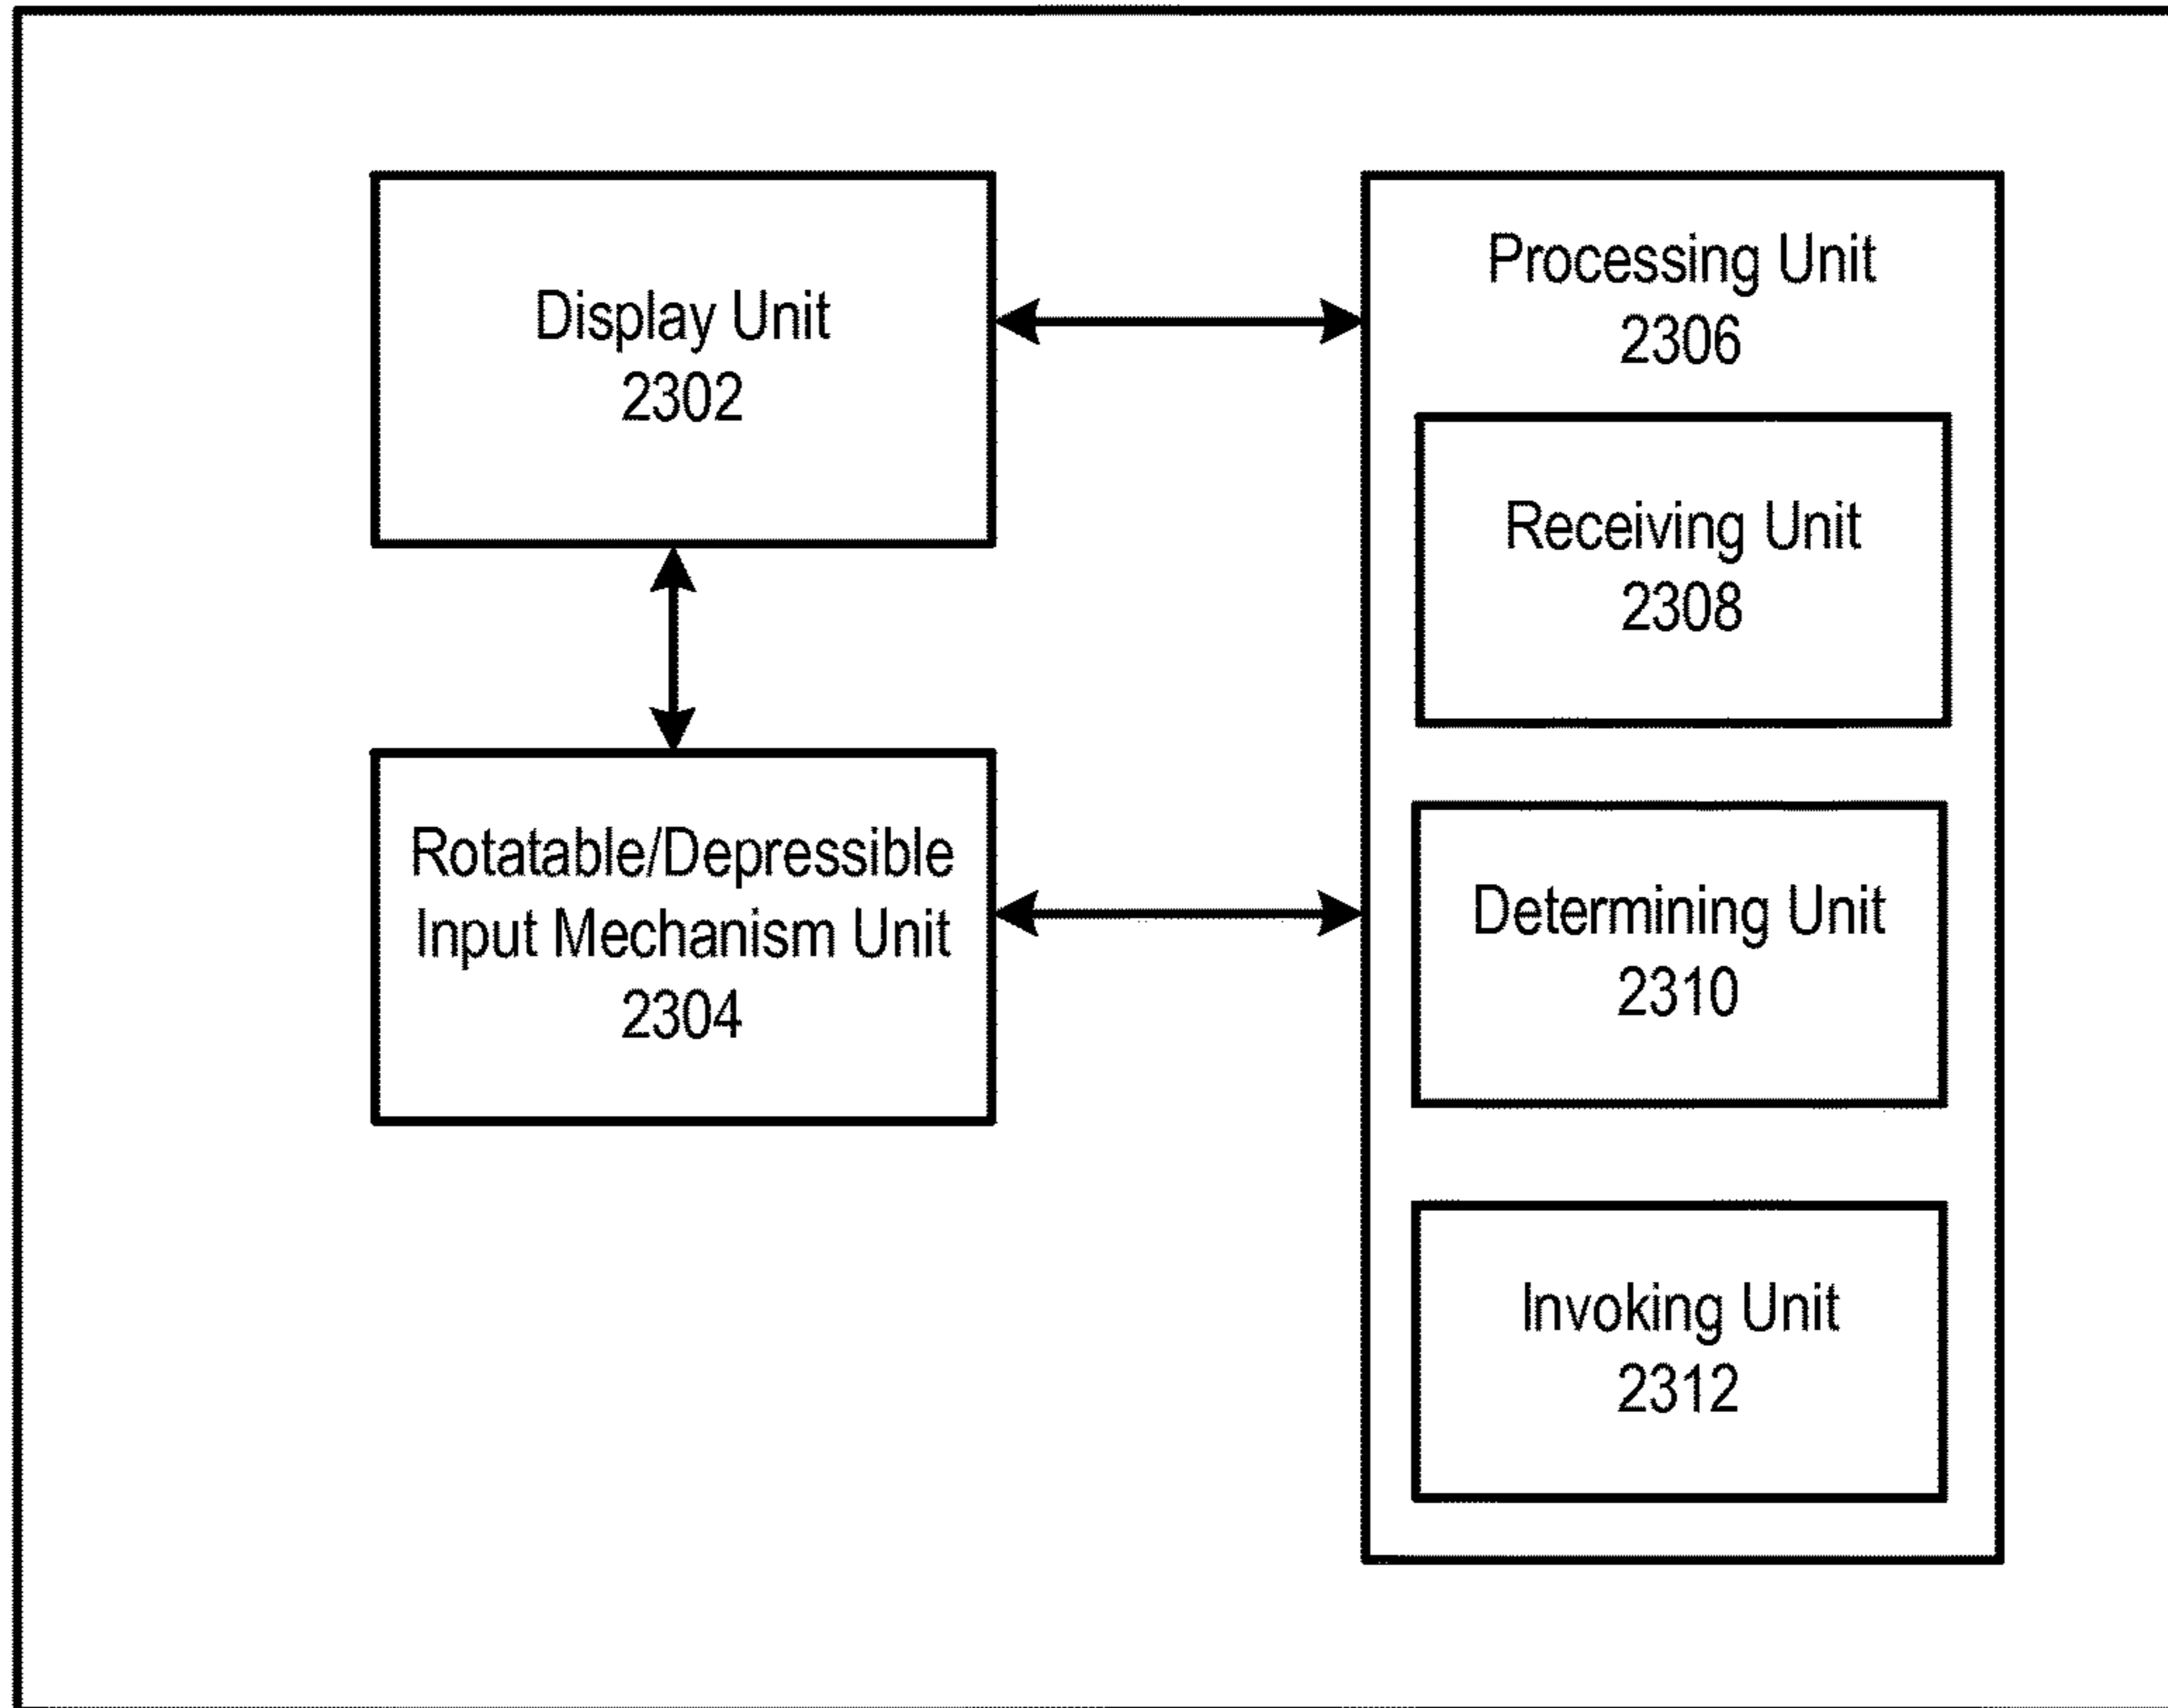 Display Unit
2302
Rotatable/Depressible
Input Mechanism Unit
2304
Processing Unit
2306
Receiving Unit
2308
Determining Unit
2310
Invoking Unit
2312